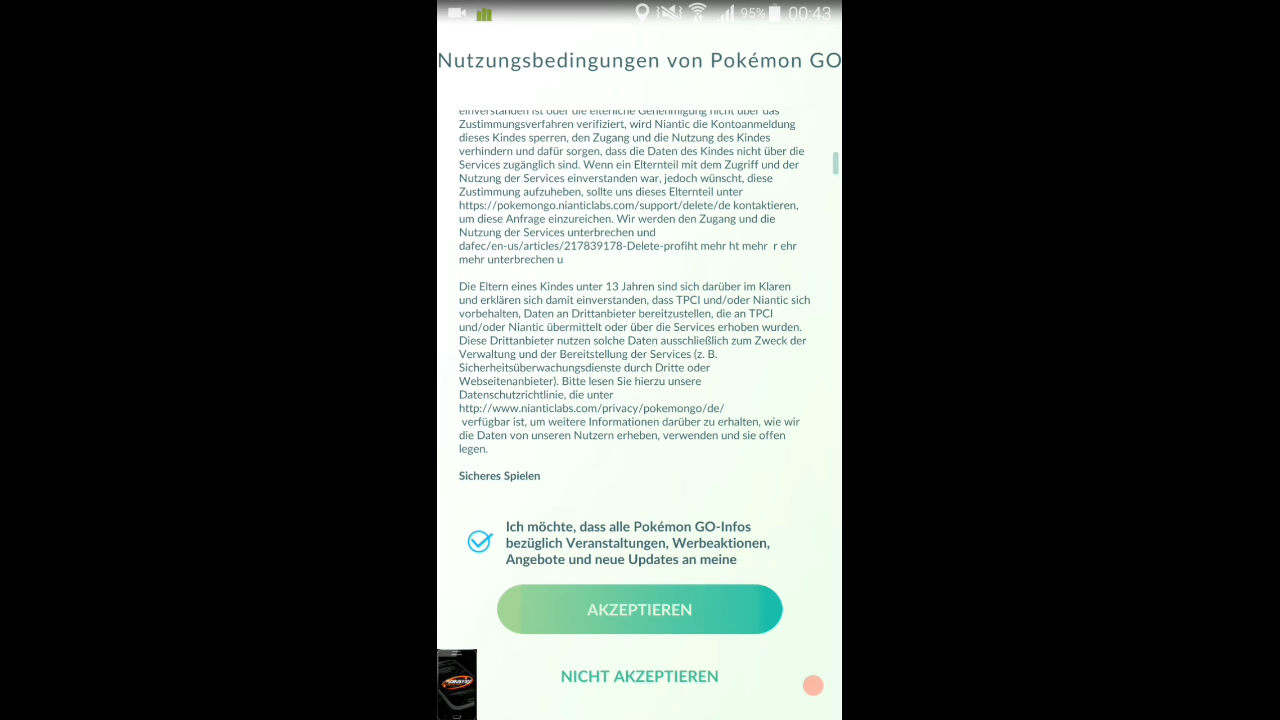 95% 00:43
Nutzungsbedingungen von Pokémon GO
einverstanden ist oder die elterliche Genehmigung nicht über das
Zustimmungsverfahren verifiziert, wird Niantic die Kontoanmeldung
dieses Kindes sperren, den Zugang und die Nutzung des Kindes
verhindern und dafür sorgen, dass die Daten des Kindes nicht über die
Services zugänglich sind. Wenn ein Elternteil mit dem Zugriff und der
Nutzung der Services einverstanden war, jedoch wünscht, diese
Zustimmung aufzuheben, sollte uns dieses Elternteil unter
https://pokemongo.nianticlabs.com/support/delete/de kontaktieren,
um diese Anfrage einzureichen. Wir werden den Zugang und die
Nutzung der Services unterbrechen und
dafec/en-us/articles/217839178-Delete-profiht mehr ht mehr  r ehr
mehr unterbrechen u
Die Eltern eines Kindes unter 13 Jahren sind sich darüber im Klaren
und erklären sich damit einverstanden, dass TPCI und/oder Niantic sich
vorbehalten, Daten an Drittanbieter bereitzustellen, die an TPCI
und/oder Niantic übermittelt oder über die Services erhoben wurden.
Diese Drittanbieter nutzen solche Daten ausschließlich zum Zweck der
Verwaltung und der Bereitstellung der Services (z. B.
Sicherheitsüberwachungsdienste durch Dritte oder
Webseitenanbieter). Bitte lesen Sie hierzu unsere
Datenschutzrichtlinie, die unter
http://www.nianticlabs.com/privacy/pokemongo/de/
verfügbar ist, um weitere Informationen darüber zu erhalten, wie wir
die Daten von unseren Nutzern erheben, verwenden und sie offen
legen.
Sicheres Spielen
Ich möchte, dass alle Pokémon GO-Infos
bezüglich Veranstaltungen, Werbeaktionen,
Angebote und neue Updates an meine
AKZEPTIEREN
NICHT AKZEPTIEREN